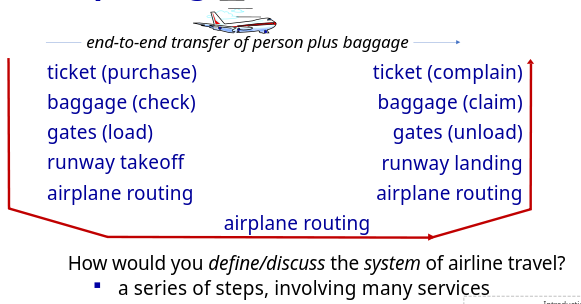 end-to-end transfer of person plus baggage
ticket (purchase) ticket (complain)
baggage (check) baggage (claim)
gates (load) gates (unload)
runway takeoff runway landing
airplane routing airplane routing
airplane routing
How would you define/discuss the system of airline travel?
▪ a series of steps, involving many services